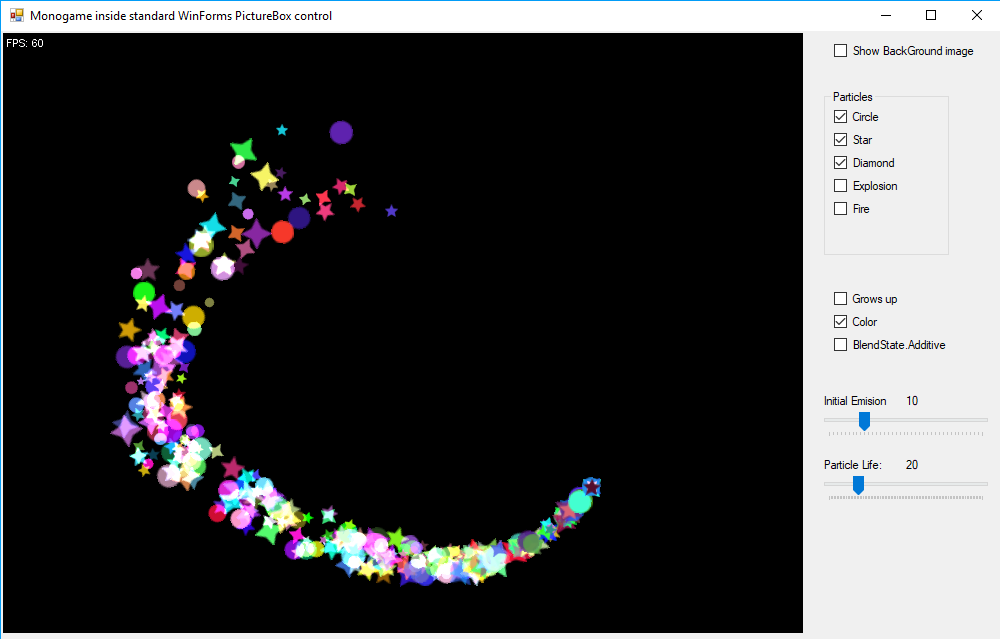 Monogame inside standard WinForms PictureBox control
FPS: 60
Show BackGround image
Particles
Circle
Star
Diamond
Explosion
Fire
Grows up
Color
BlendState.Additive
Initial Emision 10
Particle Life: 20